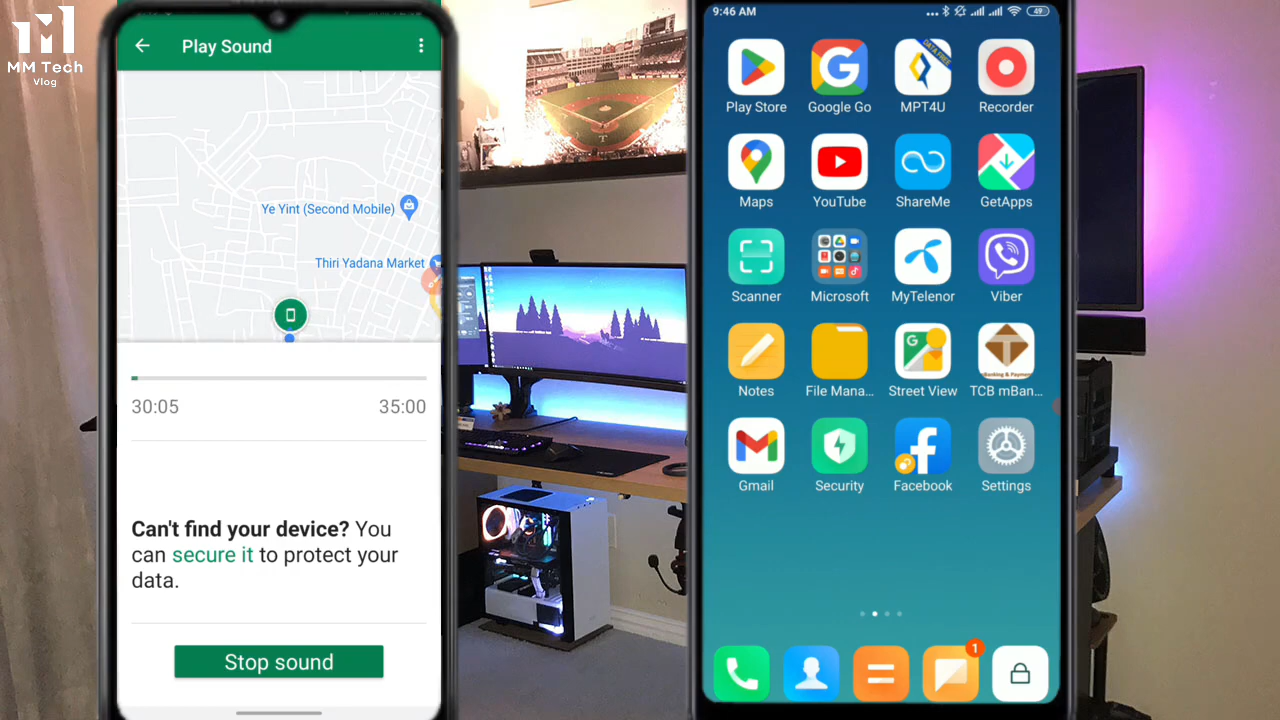 MM Tech
Vlog
Play Sound
Ye Yint (Second Mobile)
Thiri Yadana Market
30:05
35:00
Can't find your device? You
can secure it to protect your
data.
Stop sound
9:46 AM
49
Play Store
Google Go
DATA FREE
MPT4U
Recorder
Maps
YouTube
ShareMe
GetApps
Scanner
Microsoft
MyTelenor
Viber
Notes
File Mana...
Street View
TCB mBan...
Gmail
Security
Facebook
Settings
1